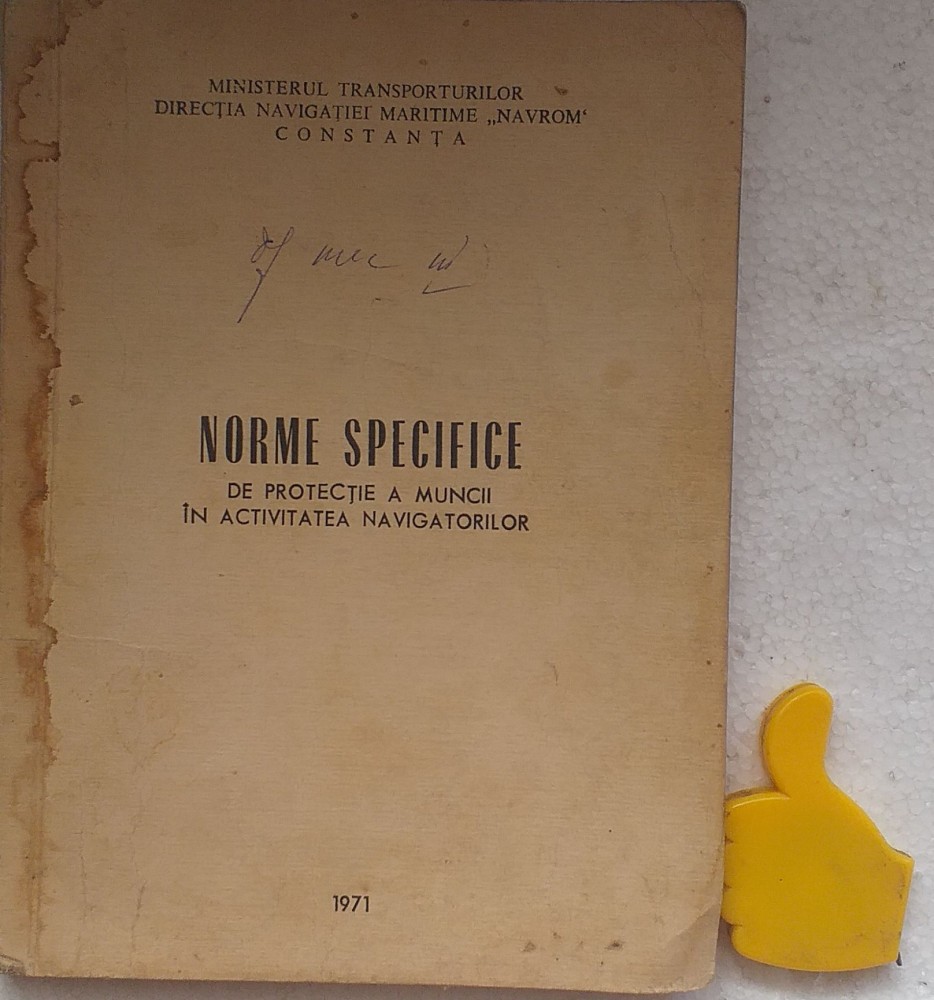 MINISTERUL TRANSPORTURILOR
DIRECȚIA NAVIGAȚIEI MARITIME „NAVROM“
CONSTANȚA
NORME SPECIFICE
DE PROTECȚIE A MUNCII
ÎN ACTIVITATEA NAVIGATORILOR
1971